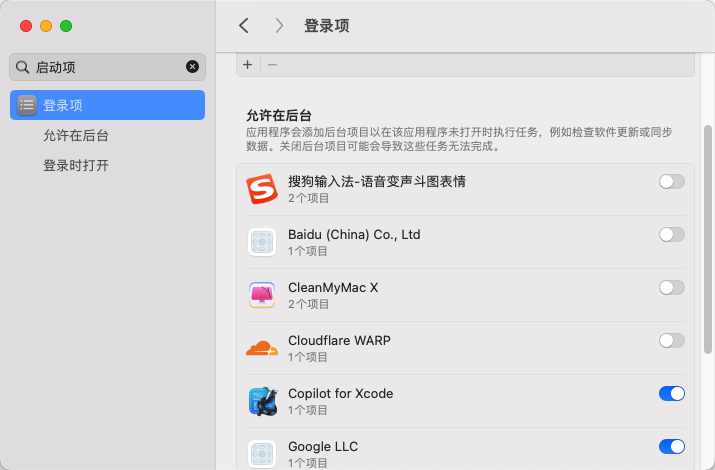 登录项
启动项
登录项
允许在后台
登录时打开
允许在后台
应用程序会添加后台项目以在该应用程序未打开时执行任务，例如检查软件更新或同步
数据。关闭后台项目可能会导致这些任务无法完成。
搜狗输入法-语音变声斗图表情
2个项目
Baidu (China) Co., Ltd
1个项目
CleanMyMac X
2个项目
Cloudflare WARP
1个项目
Copilot for Xcode
1个项目
Google LLC
1个项目